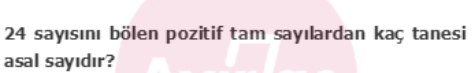 24 sayısını bölen pozitif tam sayılardan kaç tanesi
asal sayıdır?